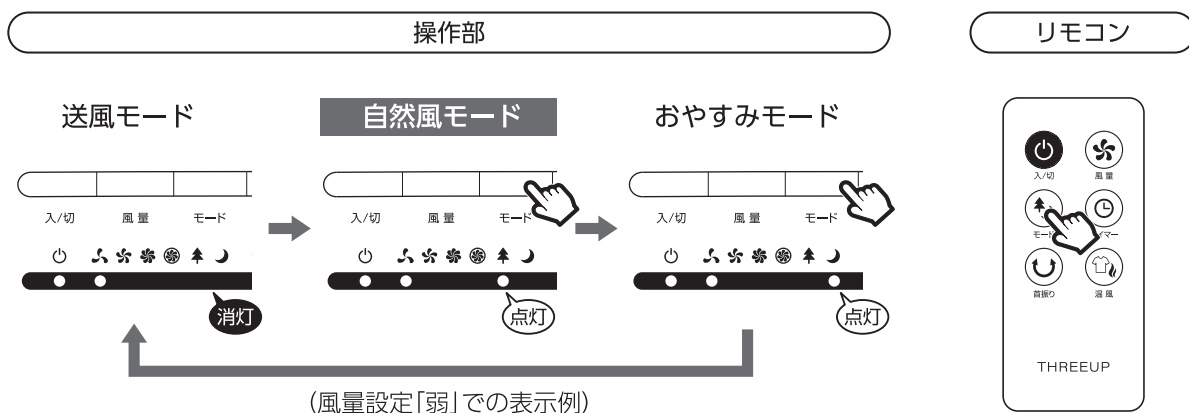 操作部
リモコン
送風モード
自然風モード
おやすみモード
入/切 風量 モード
入/切 風量 モード
入/切 風量 モード
消灯
点灯
点灯
(風量設定「弱」での表示例)
入/切 風量
モード マー
首振り 温風
THREEUP